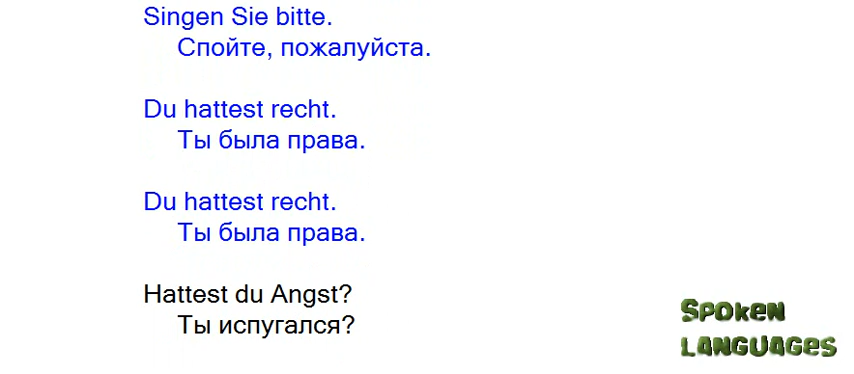 Singen Sie bitte.
Спойте, пожалуйста.
Du hattest recht.
Ты была права.
Du hattest recht.
Ты была права.
Hattest du Angst?
Ты испугался?
SPOKEN
LANGUAGES